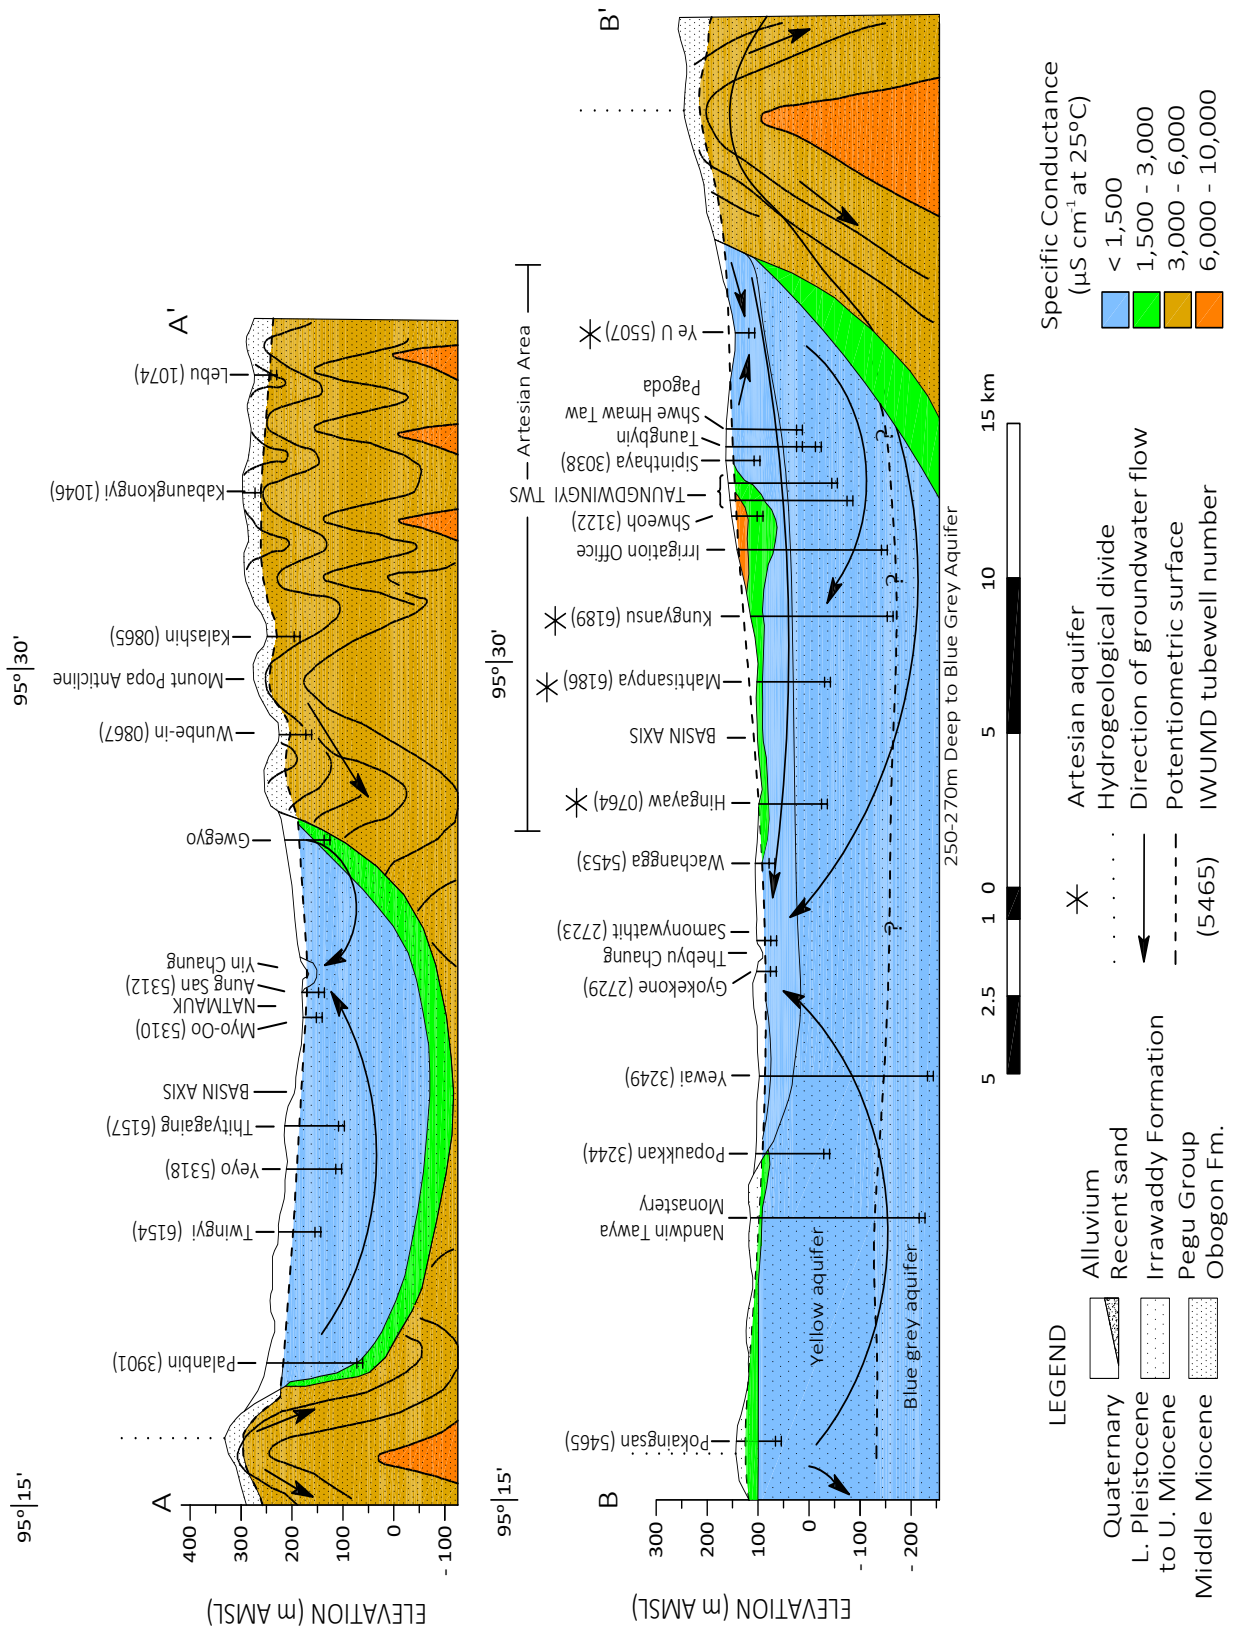 95°|15'
95°|30'
A
A'
ELEVATION (m AMSL)
400
300
200
100
0
- 100
Palanbin (3901)
Twingyi (6154)
Yeyo (5318)
Thityagaing (6157)
BASIN AXIS
Myo-Oo (5310)
NATMAUK
Aung San (5312)
Yin Chaung
Gwegyo
Wunbe-in (0867)
Mount Popa Anticline
Kalashin (0865)
Kabaungkongyi (1046)
Lebu (1074)
95°|15'
95°|30'
B
B'
Artesian Area
ELEVATION (m AMSL)
300
200
100
0
- 100
- 200
Pokaingsan (5465)
Nandwin Tawya
Monastery
Popaukkan (3244)
Yewai (3249)
Gyokekone (2729)
Thebyu Chaung
Samonywathit (2723)
Wachangga (5453)
Hingayaw (0764)
BASIN AXIS
Mahtisanpya (6186)
Kungyansu (6189)
Irrigation Office
Shweoh (3122)
TAUNGDWINGYI TWS
Sipinthaya (3038)
Taungbyin
Shwe Hmaw Taw
Pagoda
Ye U (5507)
Yellow aquifer
Blue grey aquifer
?
?
?
250-270m Deep to Blue Grey Aquifer
5
2.5
1
0
5
10
15 km
LEGEND
Quaternary
Alluvium
Recent sand
L. Pleistocene
to U. Miocene
Irrawaddy Formation
Middle Miocene
Pegu Group
Obogon Fm.
Artesian aquifer
Hydrogeological divide
Direction of groundwater flow
Potentiometric surface
(5465)
IWUMD tubewell number
Specific Conductance
(µS cm-1 at 25ºC)
< 1,500
1,500 - 3,000
3,000 - 6,000
6,000 - 10,000